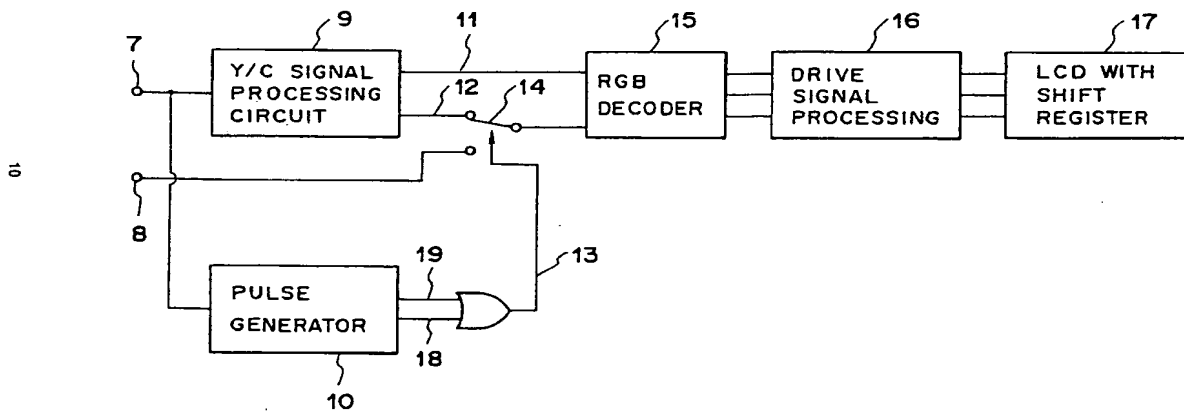 9
11
15
16
17
7
Y/C SIGNAL
PROCESSING
CIRCUIT
12
14
RGB
DECODER
DRIVE
SIGNAL
PROCESSING
LCD WITH
SHIFT
REGISTER
10
8
PULSE
GENERATOR
19
18
13
10